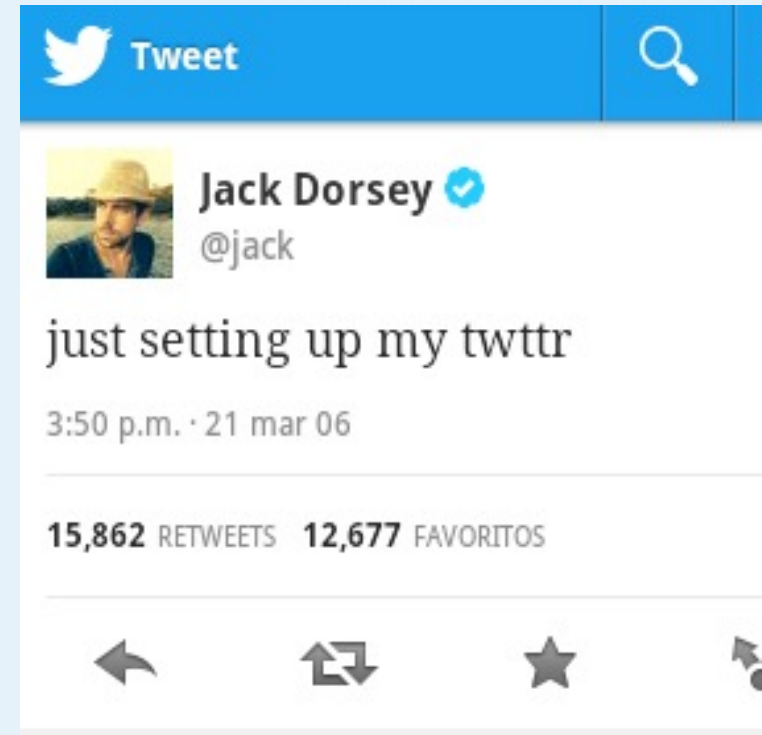 Tweet
Jack Dorsey
@jack
just setting up my twttr
3:50 p.m. · 21 mar 06
15,862 RETWEETS 12,677 FAVORITOS